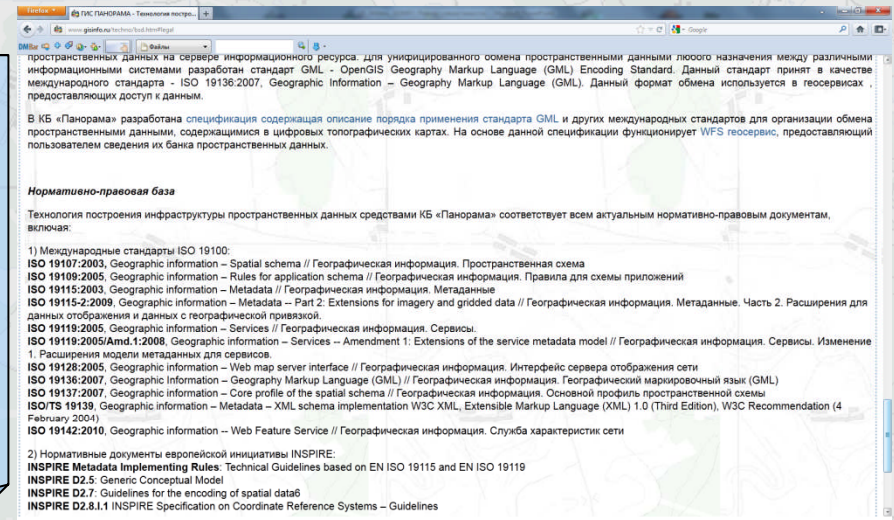 Firefox
ГИС ПАНОРАМА - Технология постро...
www.gisinfo.ru/techno/isd.htm#legal
Google
Файлы
пространственных данных на сервере информационного ресурса. Для унифицированного обмена пространственными данными любого назначения между различными
информационными системами разработан стандарт GML - OpenGIS Geography Markup Language (GML) Encoding Standard. Данный стандарт принят в качестве
международного стандарта - ISO 19136:2007, Geographic Information – Geography Markup Language (GML). Данный формат обмена используется в геосервисах ,
предоставляющих доступ к данным.
В КБ «Панорама» разработана спецификация содержащая описание порядка применения стандарта GML и других международных стандартов для организации обмена
пространственными данными, содержащимися в цифровых топографических картах. На основе данной спецификации функционирует WFS геосервис, предоставляющий
пользователем сведения их банка пространственных данных.
Нормативно-правовая база
Технология построения инфраструктуры пространственных данных средствами КБ «Панорама» соответствует всем актуальным нормативно-правовым документам,
включая:
1) Международные стандарты ISO 19100:
ISO 19107:2003, Geographic information – Spatial schema // Географическая информация. Пространственная схема
ISO 19109:2005, Geographic information – Rules for application schema // Географическая информация. Правила для схемы приложений
ISO 19115:2003, Geographic information – Metadata // Географическая информация. Метаданные
ISO 19115-2:2009, Geographic information – Metadata -- Part 2: Extensions for imagery and gridded data // Географическая информация. Метаданные. Часть 2. Расширения для
данных отображения и данных с географической привязкой.
ISO 19119:2005, Geographic information – Services // Географическая информация. Сервисы.
ISO 19119:2005/Amd.1:2008, Geographic information – Services -- Amendment 1: Extensions of the service metadata model // Географическая информация. Сервисы. Изменение
1. Расширения модели метаданных для сервисов.
ISO 19128:2005, Geographic information – Web map server interface // Географическая информация. Интерфейс сервера отображения сети
ISO 19136:2007, Geographic information – Geography Markup Language (GML) // Географическая информация. Географический маркировочный язык (GML)
ISO 19137:2007, Geographic information – Core profile of the spatial schema // Географическая информация. Основной профиль пространственной схемы
ISO/TS 19139, Geographic information – Metadata – XML schema implementation W3C XML, Extensible Markup Language (XML) 1.0 (Third Edition), W3C Recommendation (4
February 2004)
ISO 19142:2010, Geographic information -- Web Feature Service // Географическая информация. Служба характеристик сети
2) Нормативные документы европейской инициативы INSPIRE:
INSPIRE Metadata Implementing Rules: Technical Guidelines based on EN ISO 19115 and EN ISO 19119
INSPIRE D2.5: Generic Conceptual Model
INSPIRE D2.7: Guidelines for the encoding of spatial data6
INSPIRE D2.8.I.1 INSPIRE Specification on Coordinate Reference Systems – Guidelines